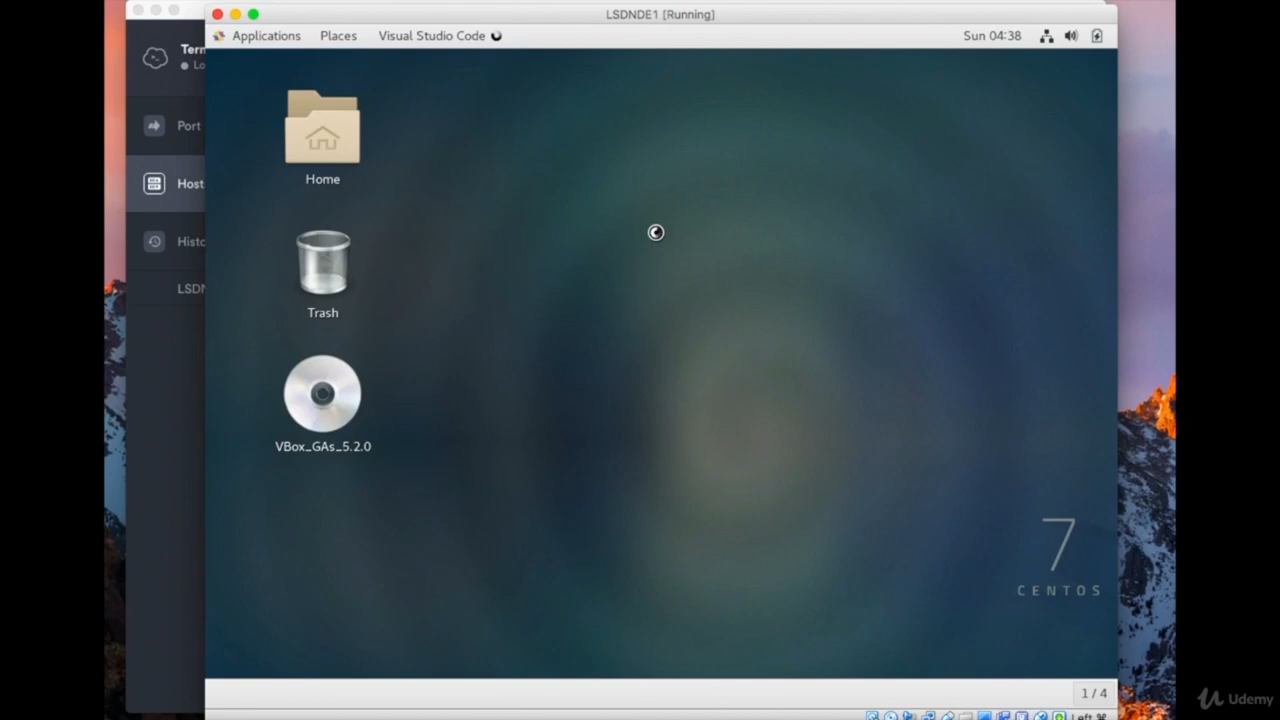 LSDNDE1 [Running]
Applications Places Visual Studio Code Sun 04:38
Term
Lo
Port
Host
Histo
LSDN
Home
Trash
VBox_GAs_5.2.0
7
CENTOS
1 / 4
Left ⌘
Udemy